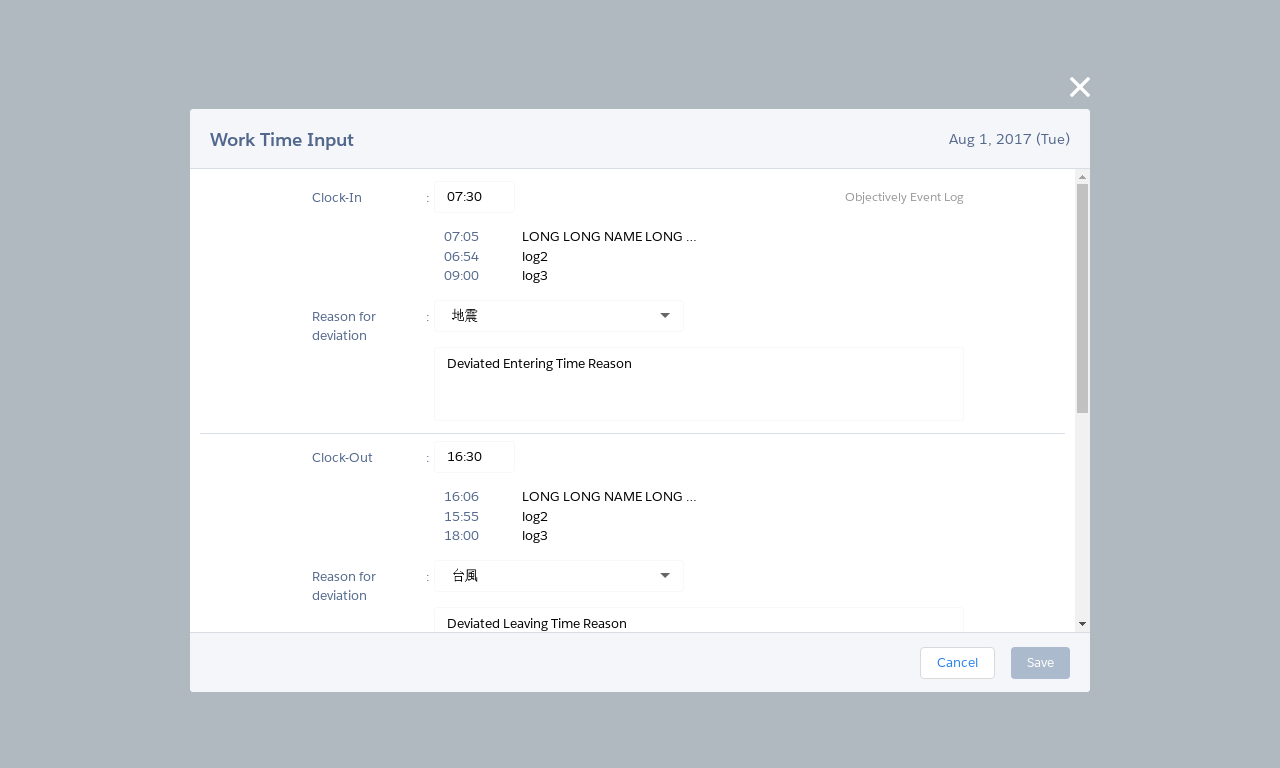 Work Time Input
Aug 1, 2017 (Tue)
Clock-In : 07:30
Objectively Event Log
07:05 LONG LONG NAME LONG ...
06:54 log2
09:00 log3
Reason for deviation : 地震
Deviated Entering Time Reason
Clock-Out : 16:30
16:06 LONG LONG NAME LONG ...
15:55 log2
18:00 log3
Reason for deviation : 台風
Deviated Leaving Time Reason
Cancel
Save